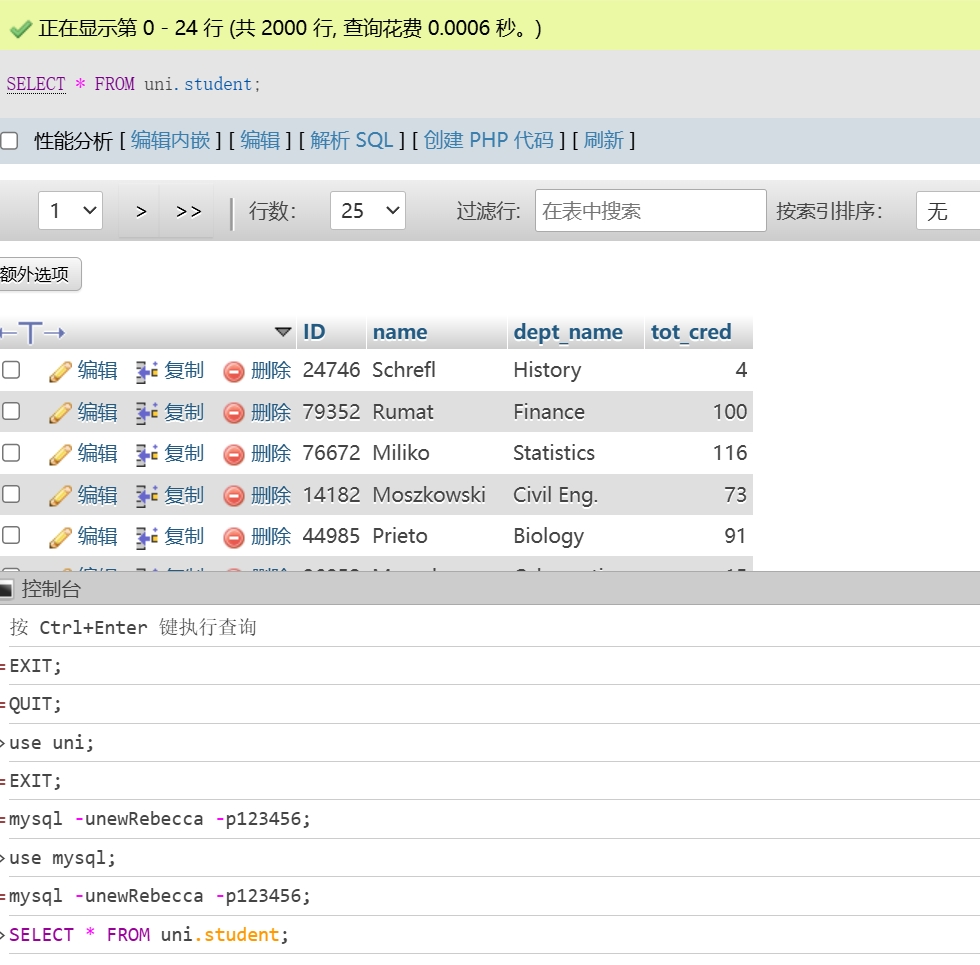 正在显示第 0 - 24 行 (共 2000 行, 查询花费 0.0006 秒。)
SELECT * FROM uni.student;
性能分析 [ 编辑内嵌 ] [ 编辑 ] [ 解析 SQL ] [ 创建 PHP 代码 ] [ 刷新 ]
1 > >> 行数: 25 过滤行: 在表中搜索 按索引排序: 无
额外选项
←T→ ID name dept_name tot_cred
编辑 复制 删除 24746 Schrefl History 4
编辑 复制 删除 79352 Rumat Finance 100
编辑 复制 删除 76672 Miliko Statistics 116
编辑 复制 删除 14182 Moszkowski Civil Eng. 73
编辑 复制 删除 44985 Prieto Biology 91
控制台
按 Ctrl+Enter 键执行查询
EXIT;
QUIT;
>use uni;
EXIT;
mysql -unewRebecca -p123456;
>use mysql;
mysql -unewRebecca -p123456;
>SELECT * FROM uni.student;